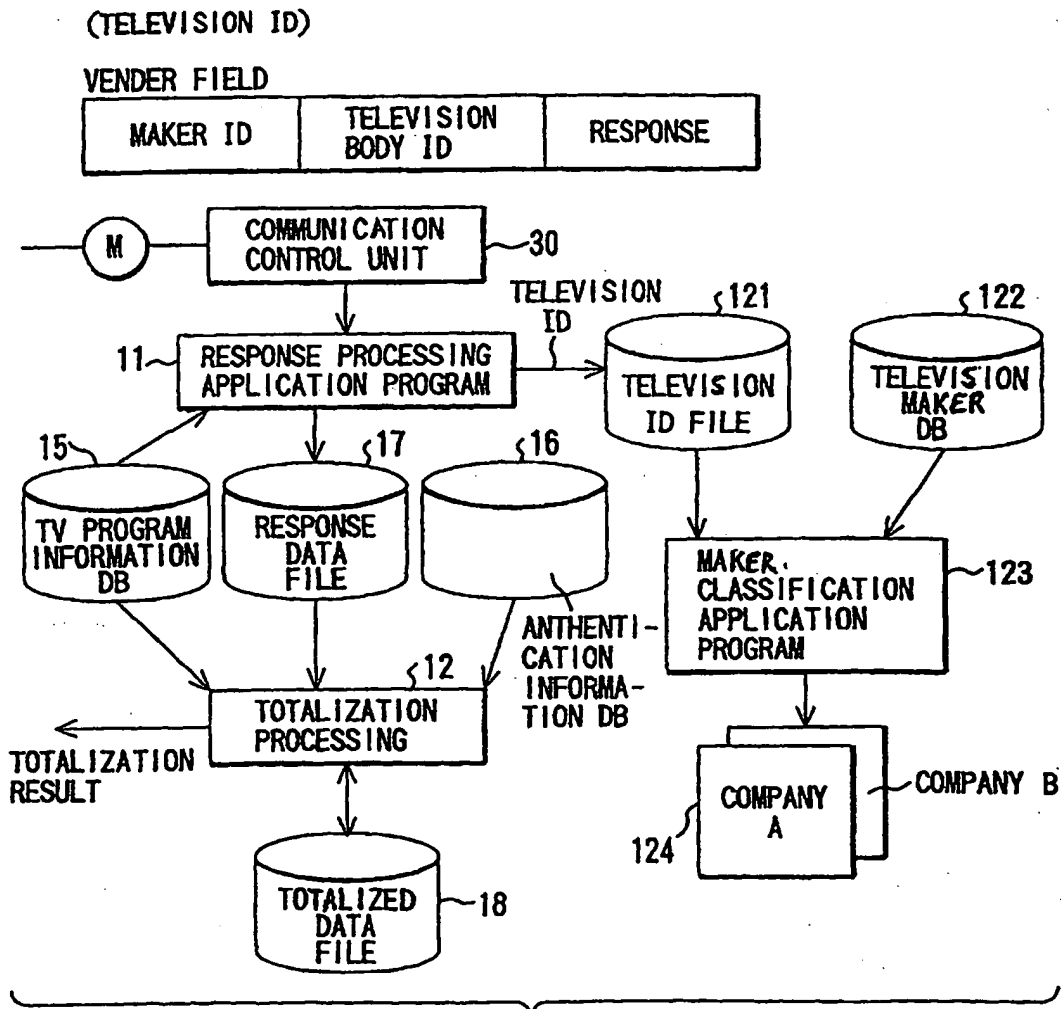 (TELEVISION ID)
VENDER FIELD
MAKER ID
TELEVISION
BODY ID
RESPONSE
M
COMMUNICATION
CONTROL UNIT
30
TELEVISION
ID
121
122
11
RESPONSE PROCESSING
APPLICATION PROGRAM
TELEVISION
ID FILE
TELEVISION
MAKER
DB
15
17
16
TV PROGRAM
INFORMATION
DB
RESPONSE
DATA
FILE
MAKER.
CLASSIFICATION
APPLICATION
PROGRAM
123
ANTHENTI-
CATION
INFORMA-
TION DB
12
TOTALIZATION
PROCESSING
TOTALIZATION
RESULT
COMPANY
A
COMPANY B
124
TOTALIZED
DATA
FILE
18